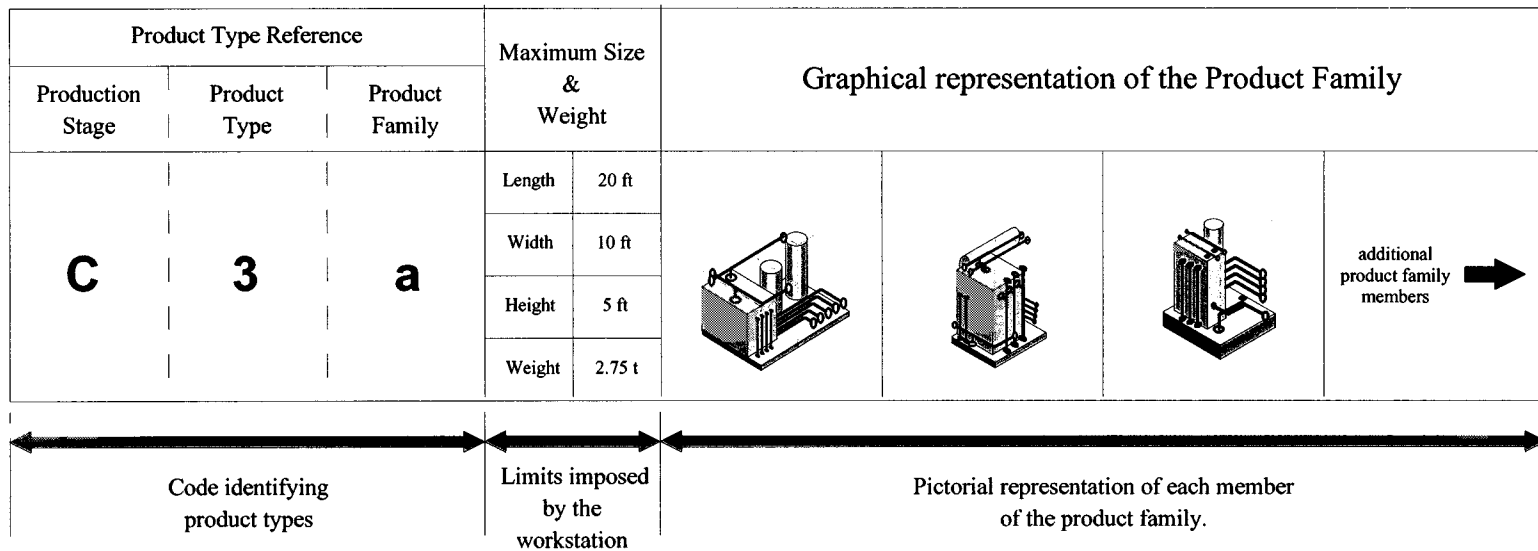 Product Type Reference
Production
Stage
Product
Type
Product
Family
Maximum Size
&
Weight
Graphical representation of the Product Family
C
3
a
Length
20 ft
Width
10 ft
Height
5 ft
Weight
2.75 t
additional
product family
members
Code identifying
product types
Limits imposed
by the
workstation
Pictorial representation of each member
of the product family.